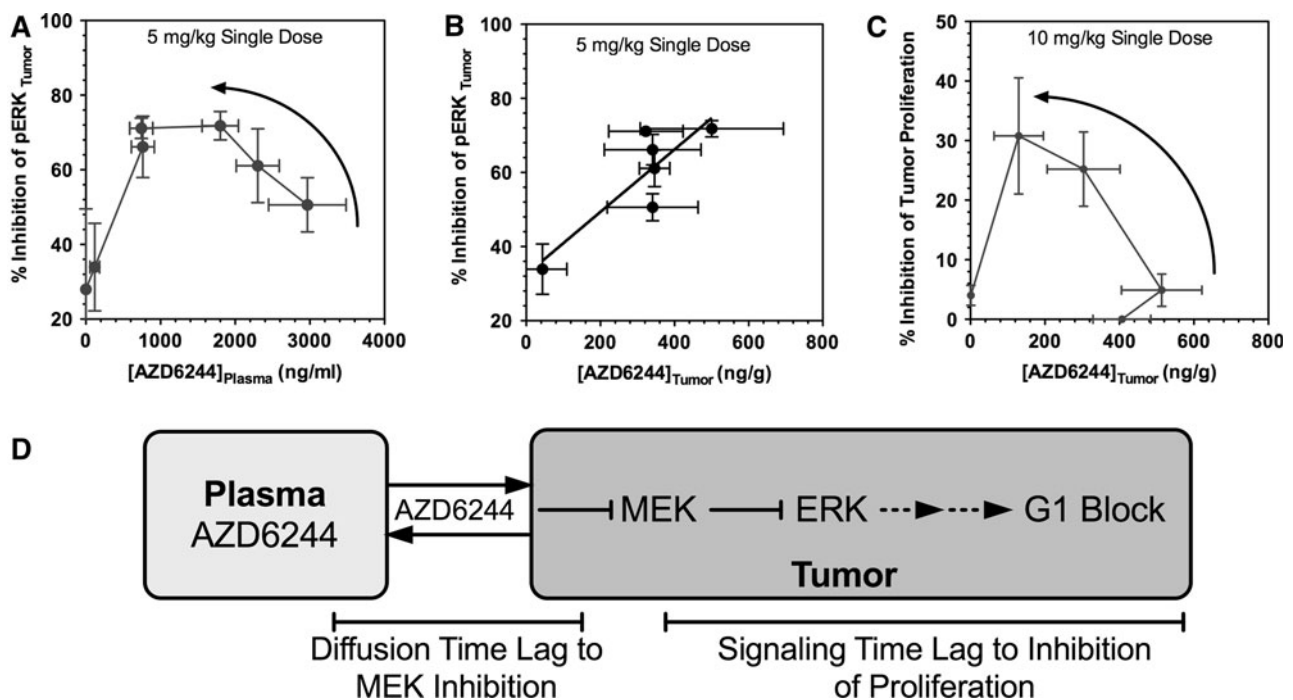 A
5 mg/kg Single Dose
% Inhibition of pERK Tumor
100
80
60
40
20
0
1000
2000
3000
4000
[AZD6244]Plasma (ng/ml)
B
5 mg/kg Single Dose
% Inhibition of pERK Tumor
100
80
60
40
20
0
200
400
600
800
[AZD6244]Tumor (ng/g)
C
10 mg/kg Single Dose
% Inhibition of Tumor Proliferation
50
40
30
20
10
0
0
200
400
600
800
[AZD6244]Tumor (ng/g)
D
Plasma
AZD6244
AZD6244
MEK
ERK
G1 Block
Tumor
Diffusion Time Lag to
MEK Inhibition
Signaling Time Lag to Inhibition
of Proliferation